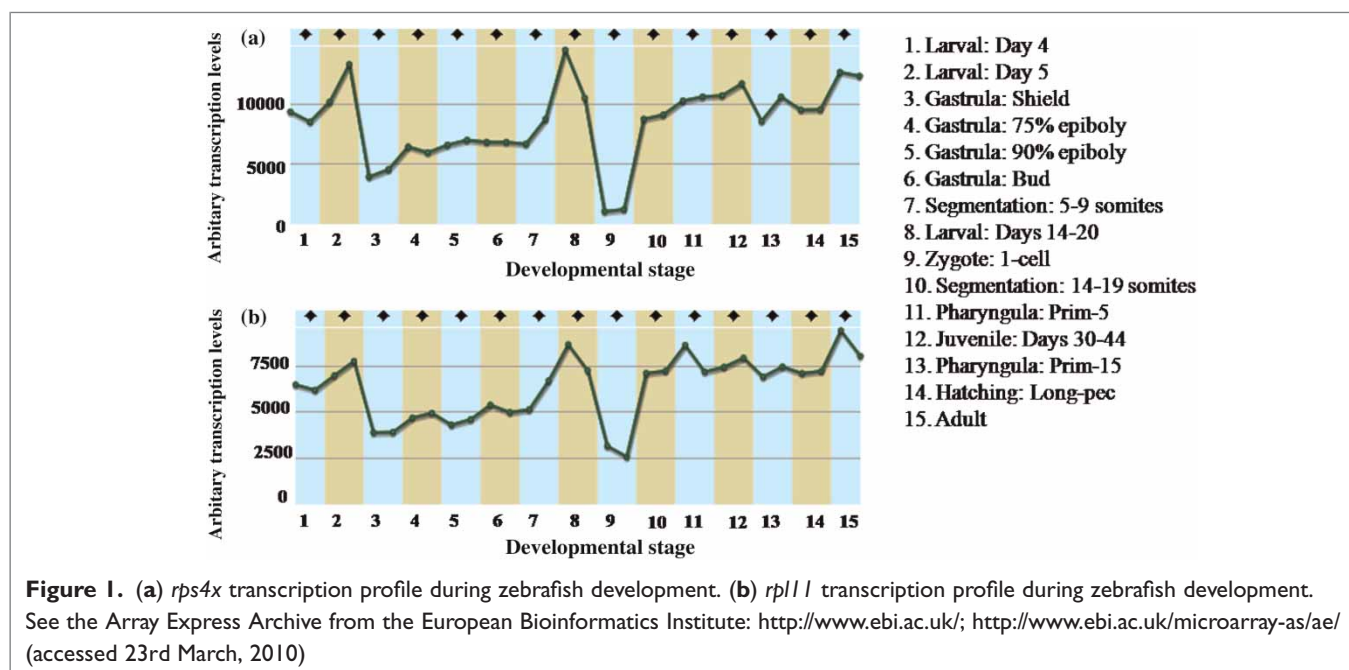 (a)
Arbitary transcription levels
10000
5000
0
1 2 3 4 5 6 7 8 9 10 11 12 13 14 15
Developmental stage
(b)
Arbitary transcription levels
7500
5000
2500
0
1 2 3 4 5 6 7 8 9 10 11 12 13 14 15
Developmental stage
1. Larval: Day 4
2. Larval: Day 5
3. Gastrula: Shield
4. Gastrula: 75% epiboly
5. Gastrula: 90% epiboly
6. Gastrula: Bud
7. Segmentation: 5-9 somites
8. Larval: Days 14-20
9. Zygote: 1-cell
10. Segmentation: 14-19 somites
11. Pharyngula: Prim-5
12. Juvenile: Days 30-44
13. Pharyngula: Prim-15
14. Hatching: Long-pec
15. Adult
Figure 1. (a) rps4x transcription profile during zebrafish development. (b) rpl11 transcription profile during zebrafish development.
See the Array Express Archive from the European Bioinformatics Institute: http://www.ebi.ac.uk/; http://www.ebi.ac.uk/microarray-as/ae/
(accessed 23rd March, 2010)